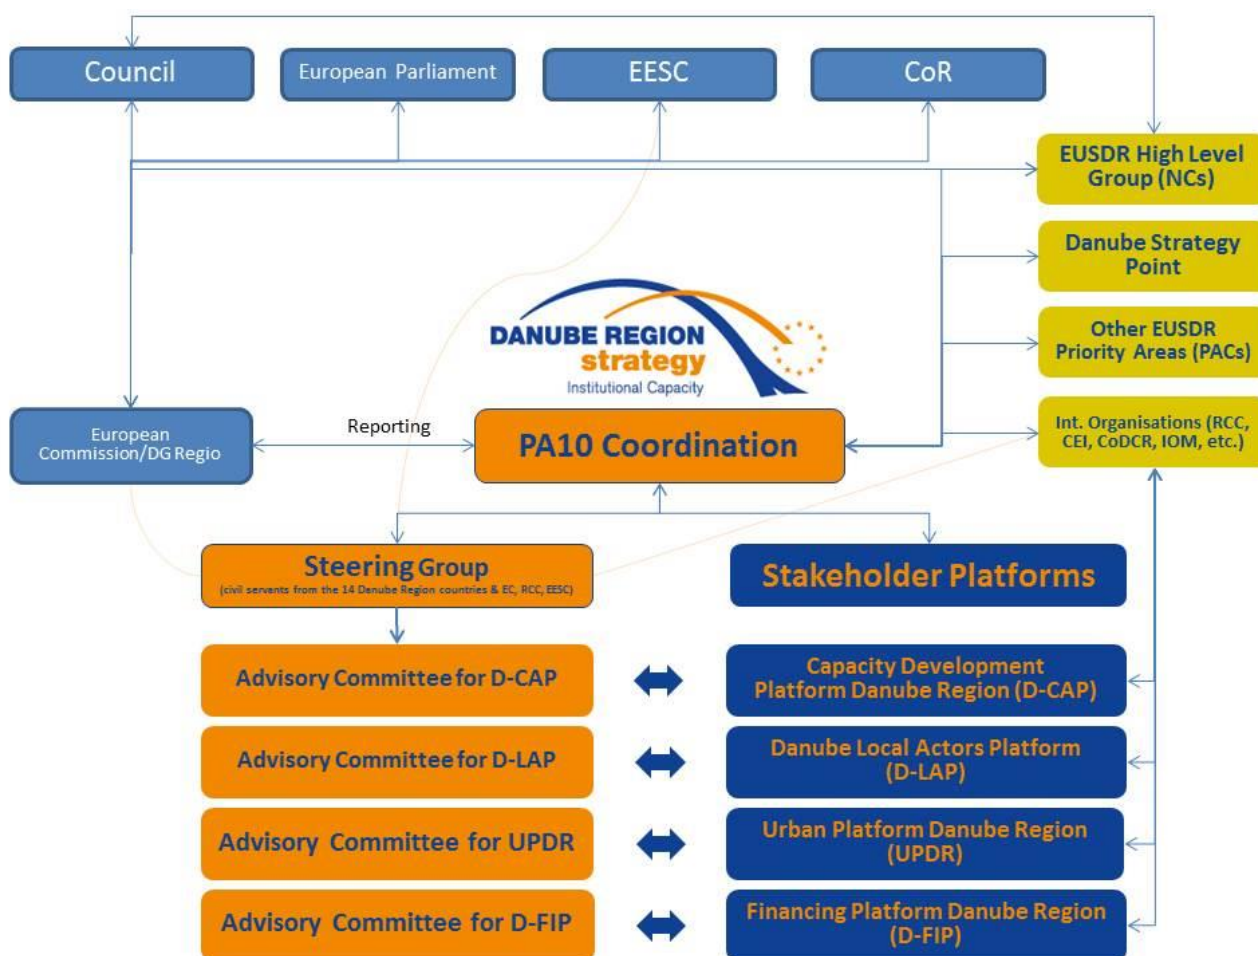 Council
European Parliament
EESC
CoR
EUSDR High Level
Group (NCs)
Danube Strategy
Point
DANUBE REGION
strategy
Institutional Capacity
Other EUSDR
Priority Areas (PACs)
European
Commission/DG Regio
Reporting
PA10 Coordination
Int. Organisations (RCC,
CEI, CoDCR, IOM, etc.)
Steering Group
(civil servants from the 14 Danube Region countries & EC, RCC, EESC)
Stakeholder Platforms
Advisory Committee for D-CAP
Capacity Development
Platform Danube Region (D-CAP)
Advisory Committee for D-LAP
Danube Local Actors Platform
(D-LAP)
Advisory Committee for UPDR
Urban Platform Danube Region
(UPDR)
Advisory Committee for D-FIP
Financing Platform Danube Region
(D-FIP)